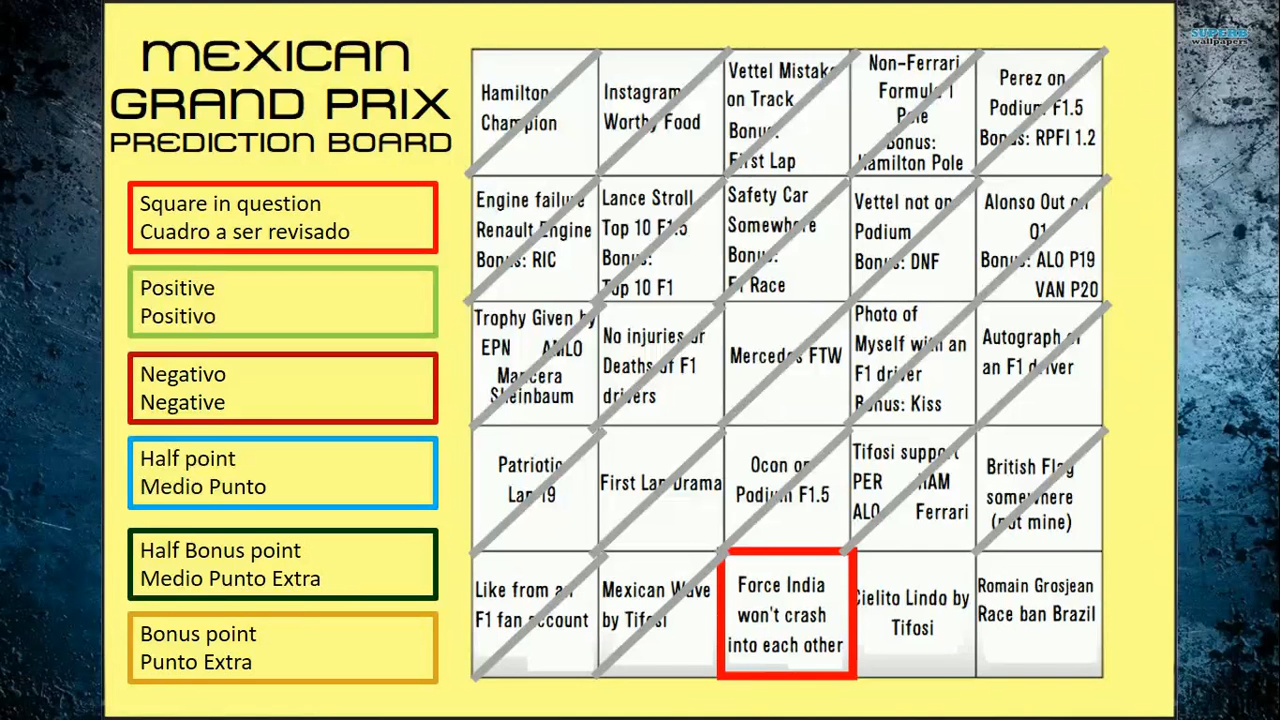 MEXICAN
GRAND PRIX
PREDICTION BOARD
Square in question
Cuadro a ser revisado
Positive
Positivo
Negativo
Negative
Half point
Medio Punto
Half Bonus point
Medio Punto Extra
Bonus point
Punto Extra
Hamilton
Champion
Instagram
Worthy Food
Vettel Mistake
on Track
Bonus:
First Lap
Non-Ferrari
Formula 1
Pole
Bonus:
Hamilton Pole
Perez on
Podium F1.5
Bonus: RPFI 1.2
Engine failure
Renault Engine
Bonus: RIC
Lance Stroll
Top 10 F1.5
Bonus:
Top 10 F1
Safety Car
Somewhere
Bonus:
F1 Race
Vettel not on
Podium
Bonus: DNF
Alonso Out on
Q1
Bonus: ALO P19
VAN P20
Trophy Given by
EPN AMLO
Mancera
Sheinbaum
No injuries or
Deaths of F1
drivers
Mercedes FTW
Photo of
Myself with an
F1 driver
Bonus: Kiss
Autograph of
an F1 driver
Patriotic
Lap 19
First Lap Drama
Ocon on
Podium F1.5
Tifosi support
PER HAM
ALO Ferrari
British Flag
somewhere
(not mine)
Like from an
F1 fan account
Mexican Wave
by Tifosi
Force India
won't crash
into each other
Cielito Lindo by
Tifosi
Romain Grosjean
Race ban Brazil
SUPERB
wallpapers